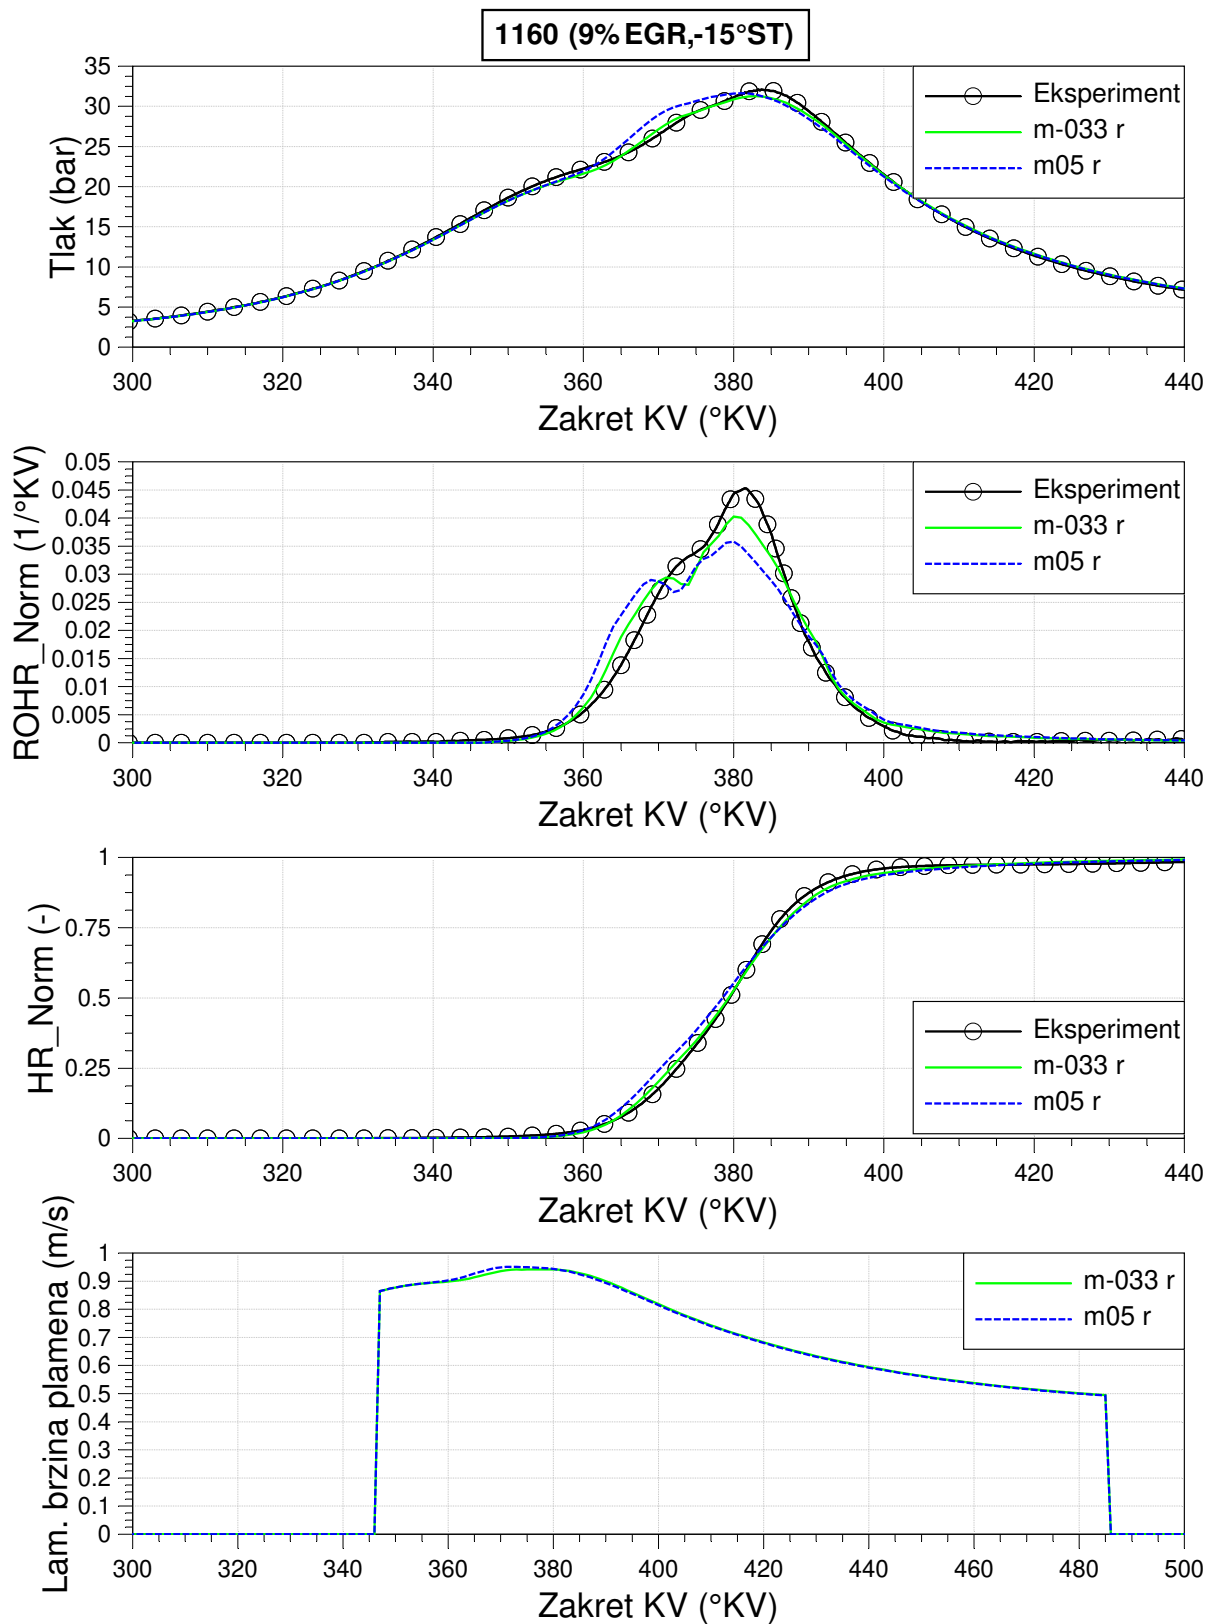 1160 (9% EGR,-15°ST)
35
30
25
20
15
10
5
0
Tlak (bar)
Eksperiment
m-033 r
m05 r
300 320 340 360 380 400 420 440
Zakret KV (°KV)
0.05
0.045
0.04
0.035
0.03
0.025
0.02
0.015
0.01
0.005
0
ROHR_Norm (1/°KV)
Eksperiment
m-033 r
m05 r
300 320 340 360 380 400 420 440
Zakret KV (°KV)
1
0.75
0.5
0.25
0
HR_Norm (-)
Eksperiment
m-033 r
m05 r
300 320 340 360 380 400 420 440
Zakret KV (°KV)
1
0.9
0.8
0.7
0.6
0.5
0.4
0.3
0.2
0.1
0
Lam. brzina plamena (m/s)
m-033 r
m05 r
300 320 340 360 380 400 420 440 460 480 500
Zakret KV (°KV)